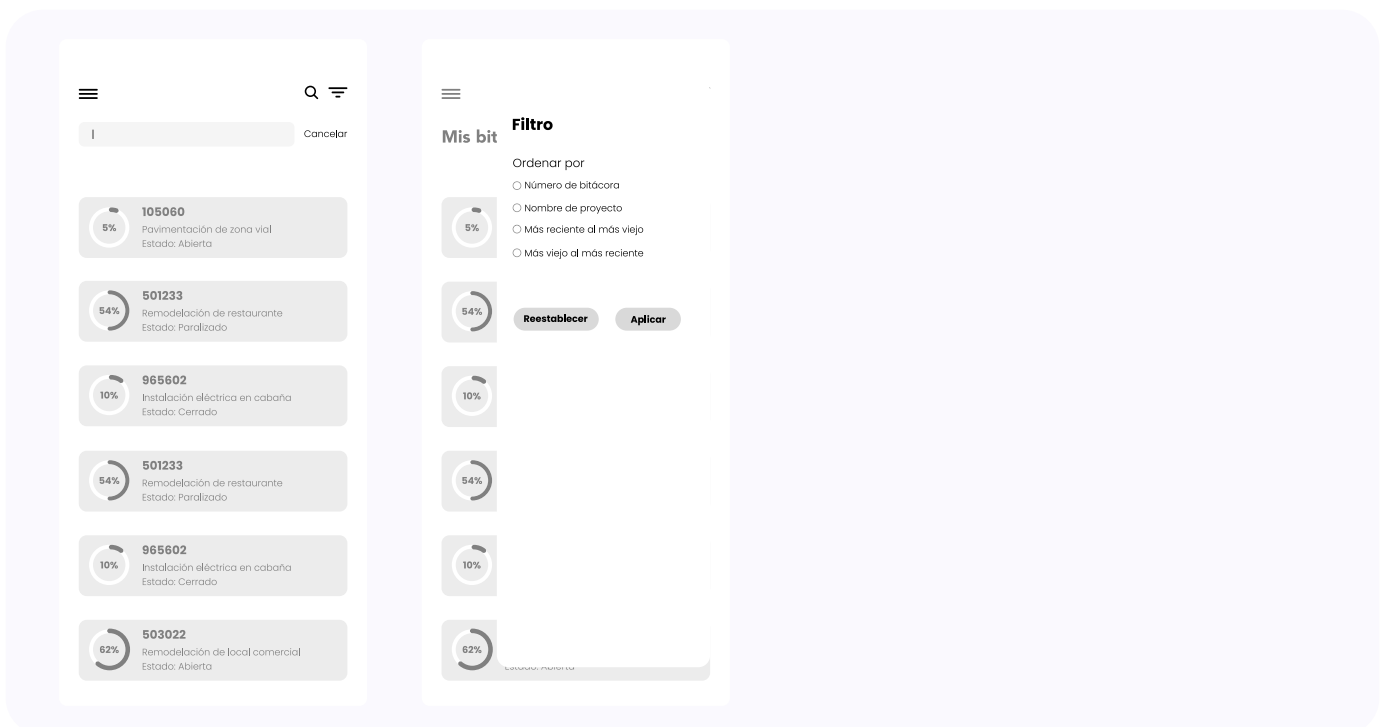 Cancelar
5%
105060
Pavimentación de zona vial
Estado: Abierta
54%
501233
Remodelación de restaurante
Estado: Paralizado
10%
965602
Instalación eléctrica en cabaña
Estado: Cerrado
54%
501233
Remodelación de restaurante
Estado: Paralizado
10%
965602
Instalación eléctrica en cabaña
Estado: Cerrado
62%
503022
Remodelación de local comercial
Estado: Abierta
Mis bit
5%
54%
10%
54%
10%
62%
Filtro
Ordenar por
Número de bitácora
Nombre de proyecto
Más reciente al más viejo
Más viejo al más reciente
Reestablecer
Aplicar
Estado: Abierta